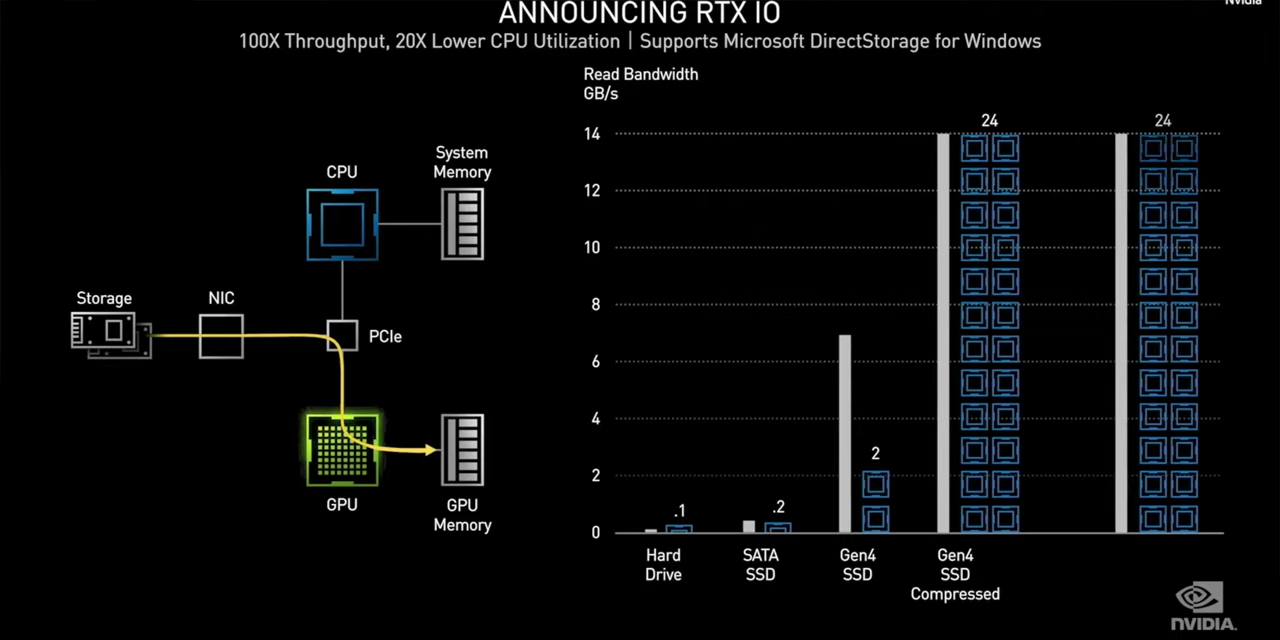 Nvidia
ANNOUNCING RTX IO
100X Throughput, 20X Lower CPU Utilization | Supports Microsoft DirectStorage for Windows
Read Bandwidth
GB/s
CPU
System
Memory
Storage
NIC
PCIe
GPU
GPU
Memory
14
12
10
8
6
4
2
0
.1
.2
2
24
24
Hard
Drive
SATA
SSD
Gen4
SSD
Gen4
SSD
Compressed
NVIDIA.